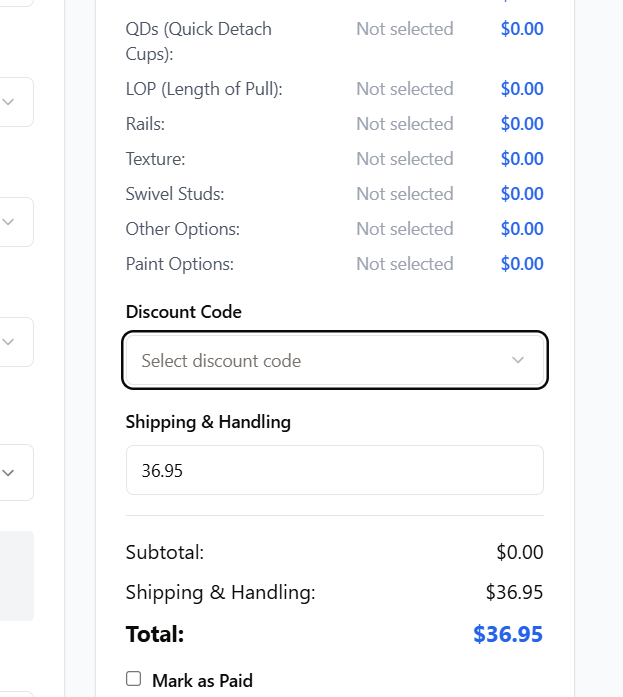 QDs (Quick Detach Cups): Not selected $0.00
LOP (Length of Pull): Not selected $0.00
Rails: Not selected $0.00
Texture: Not selected $0.00
Swivel Studs: Not selected $0.00
Other Options: Not selected $0.00
Paint Options: Not selected $0.00
Discount Code
Select discount code
Shipping & Handling
36.95
Subtotal: $0.00
Shipping & Handling: $36.95
Total: $36.95
Mark as Paid